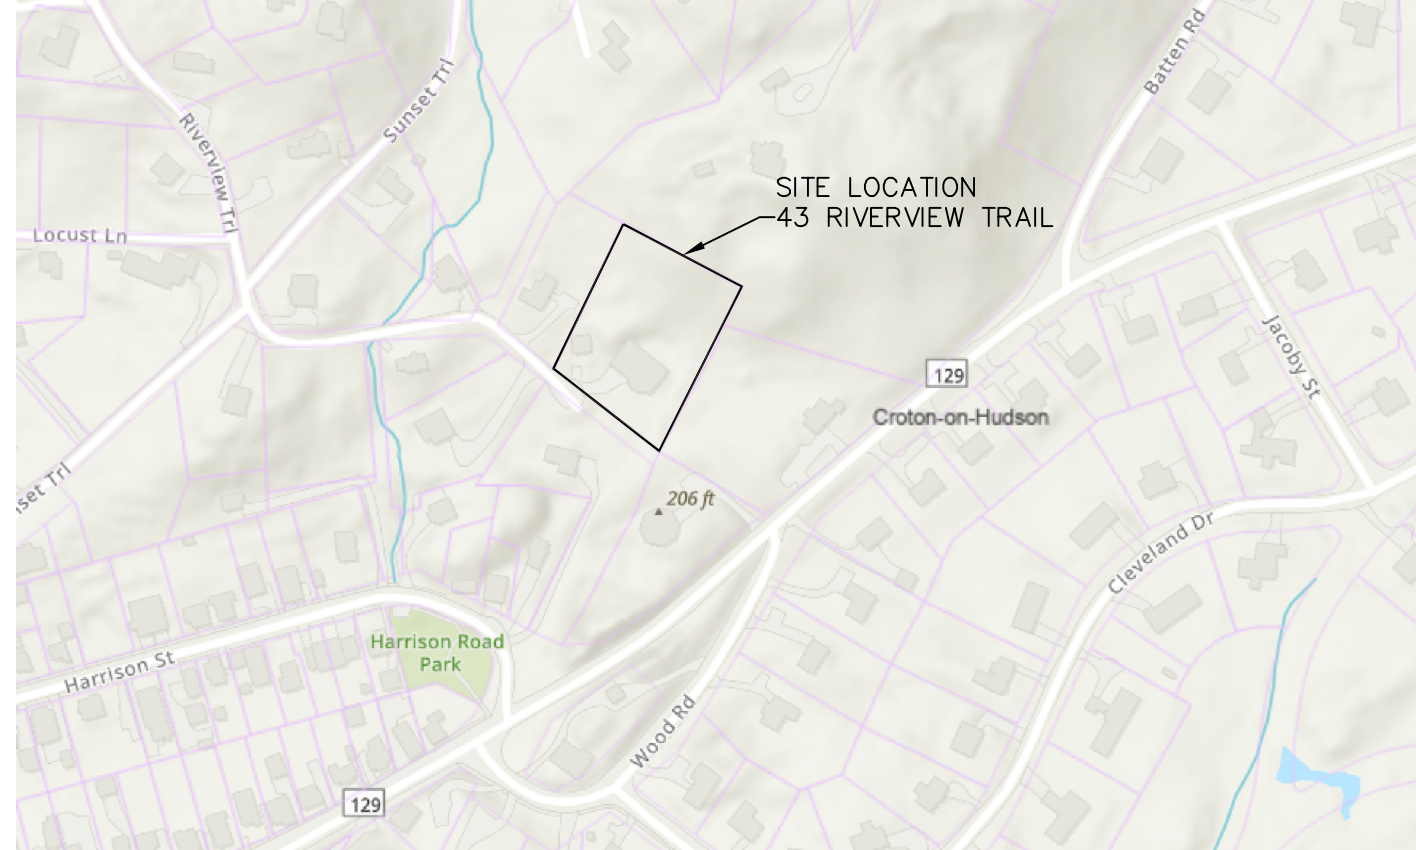 Batten Rd
Sunset Trl
Riverview Trl
SITE LOCATION
43 RIVERVIEW TRAIL
Locust Ln
Jacoby St
129
Croton-on-Hudson
set Trl
206 ft
Cleveland Dr
Harrison Road
Park
Harrison St
Wood Rd
129